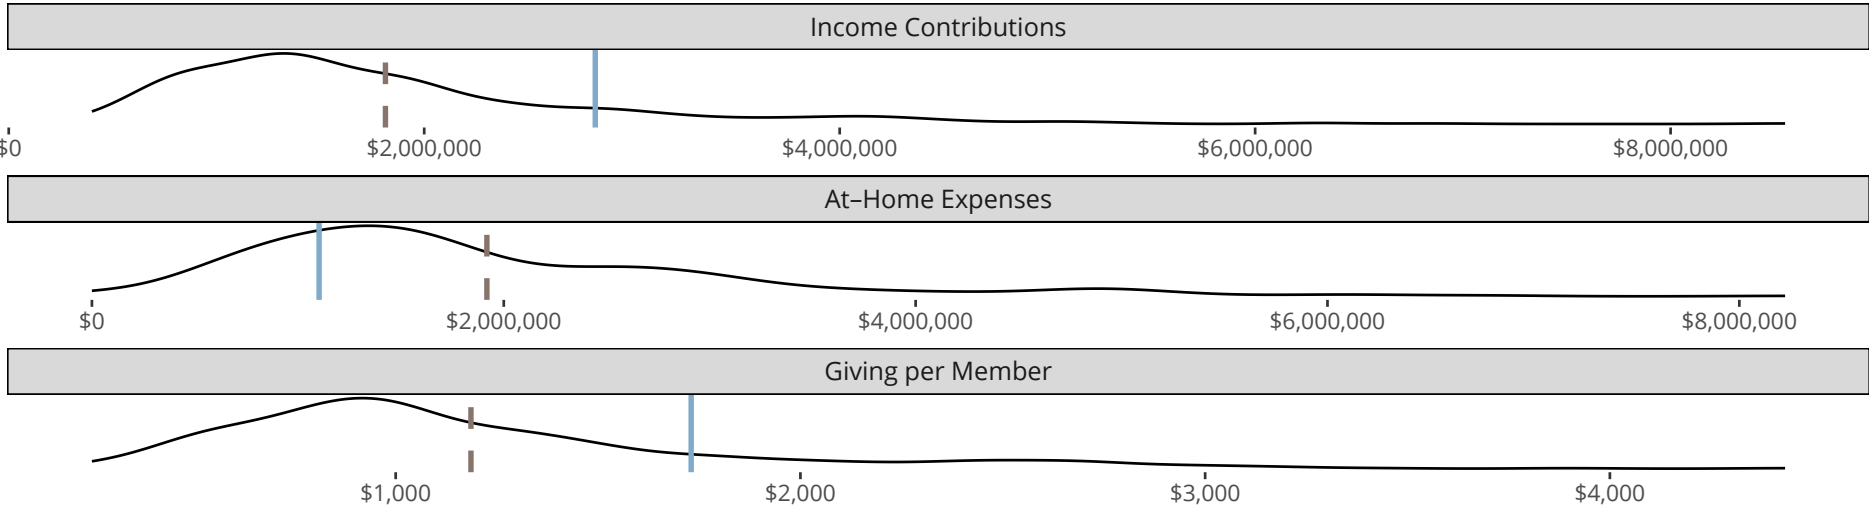 Income Contributions
$0 $2,000,000 $4,000,000 $6,000,000 $8,000,000
At–Home Expenses
$0 $2,000,000 $4,000,000 $6,000,000 $8,000,000
Giving per Member
$1,000 $2,000 $3,000 $4,000